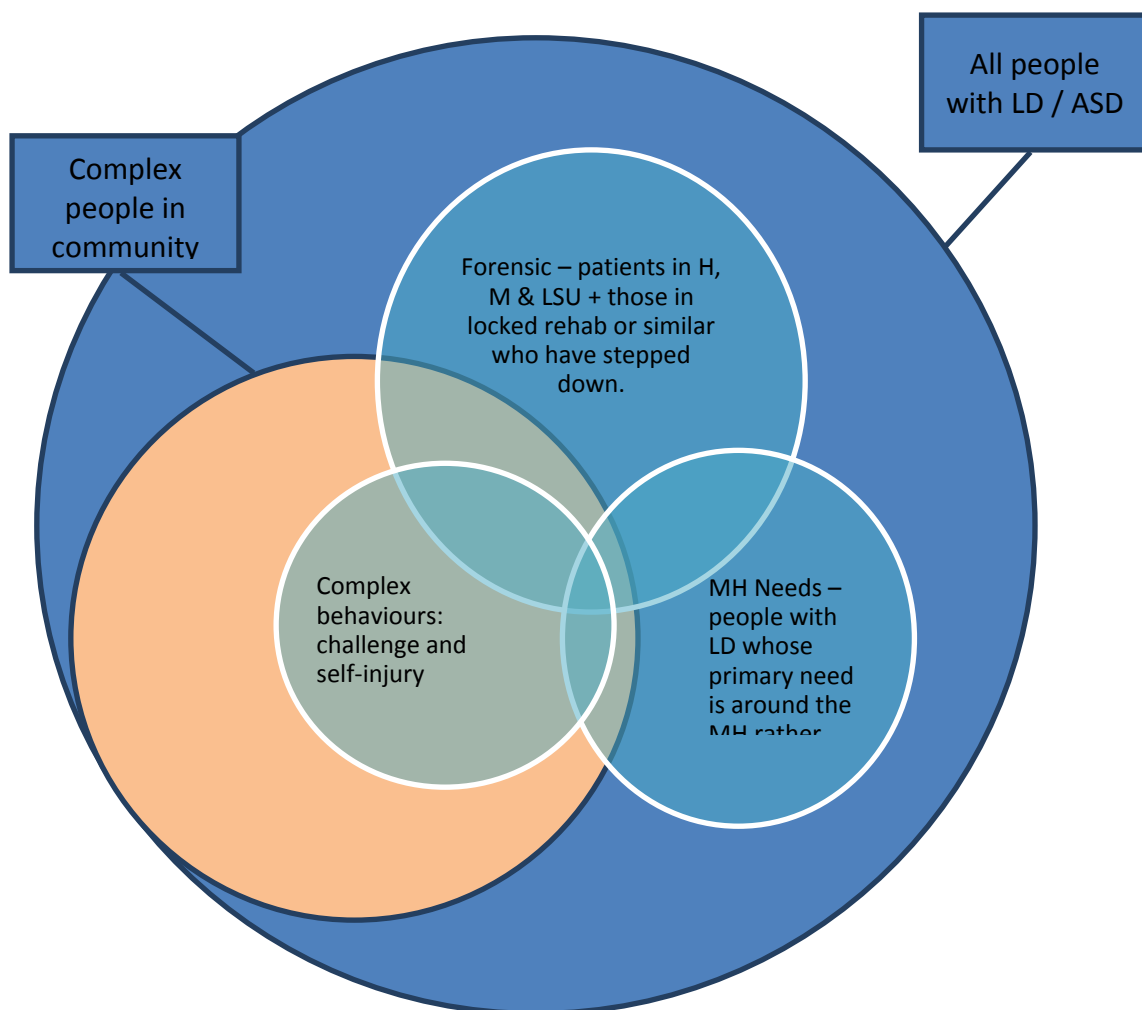 All people
with LD / ASD
Complex
people in
community
Forensic – patients in H,
M & LSU + those in
locked rehab or similar
who have stepped
down.
Complex
behaviours:
challenge and
self-injury
MH Needs –
people with
LD whose
primary need
is around the
MH rather